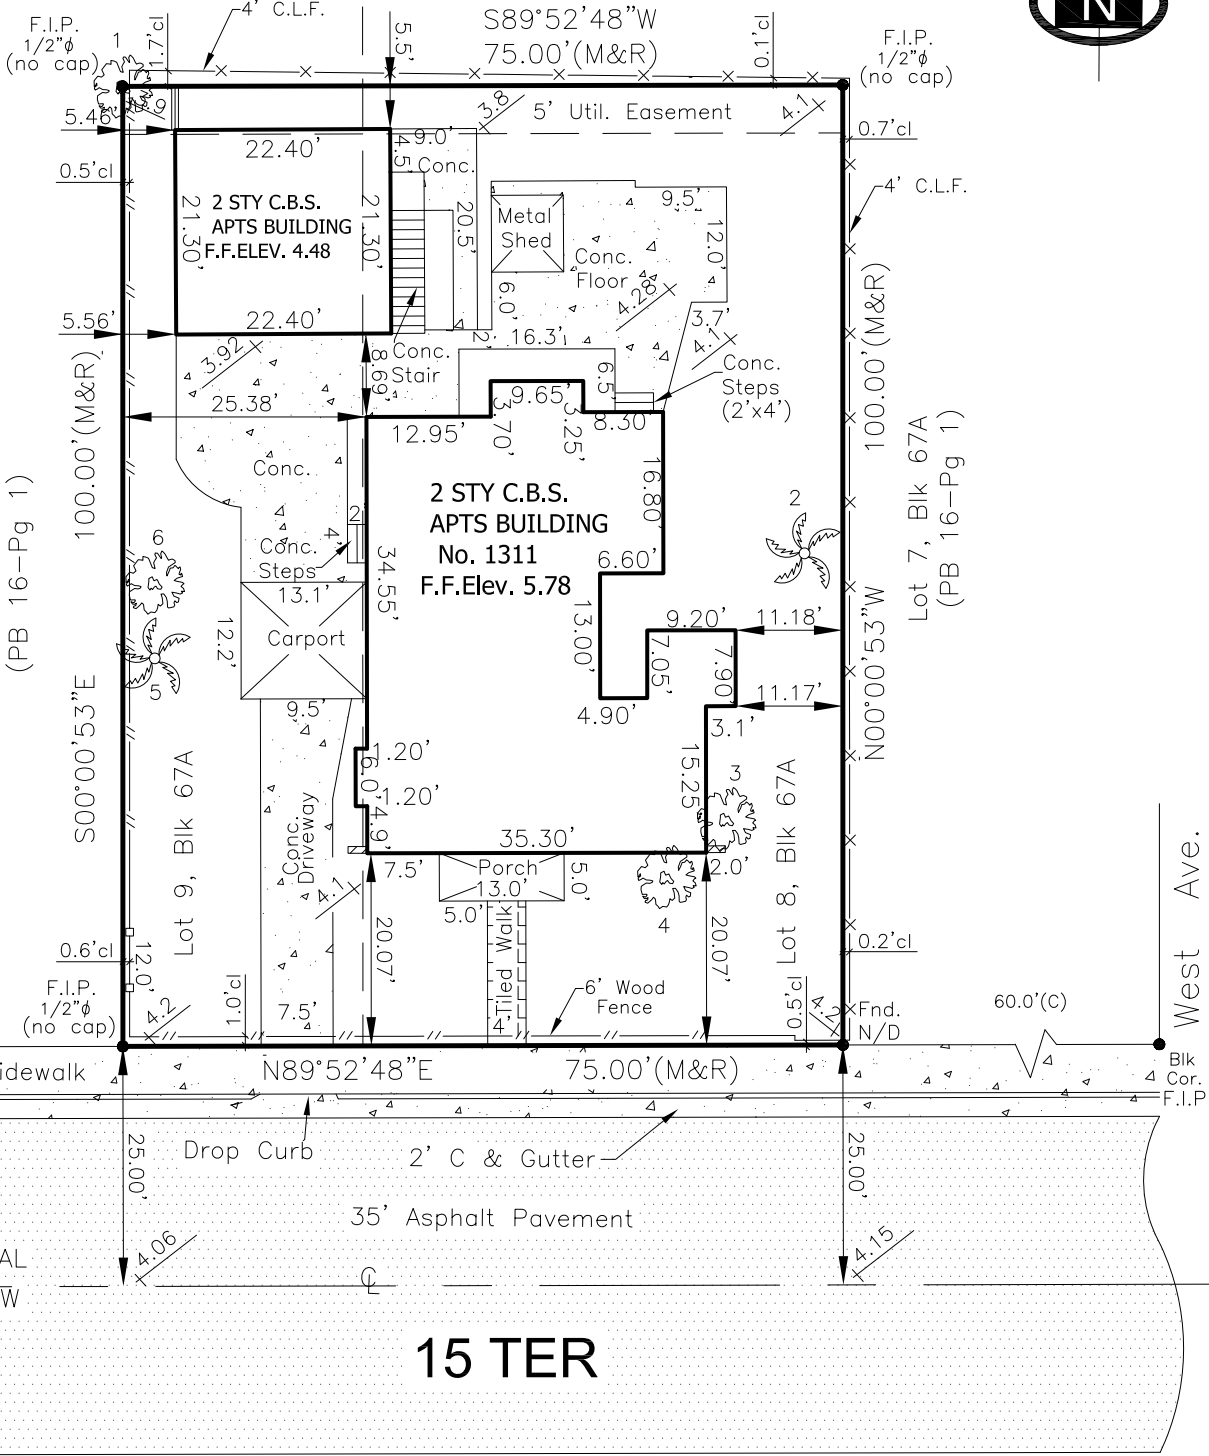 4' C.L.F.
S89°52'48"W
75.00'(M&R)
N
F.I.P.
1/2"ϕ
(no cap)
1
1.7'cl
5.5'
0.1'cl
F.I.P.
1/2"ϕ
(no cap)
5.46'
3.8
5' Util. Easement
4.1
0.7'cl
22.40'
4.5'
9.0'
Conc.
0.5'cl
4' C.L.F.
21.30'
2 STY C.B.S.
APTS BUILDING
F.F.ELEV. 4.48
21.30'
20.5'
Metal
Shed
9.5'
12.0'
Conc.
Floor
6.0'
4.28
22.40'
5.56'
3.92
8.69'
Conc.
Stair
2'
16.3'
6.5'
3.7'
4.1
Conc.
Steps
(2'x4')
100.00'(M&R)
100.00'(M&R)
25.38'
12.95'
9.65'
3.70'
3.25'
8.30'
16.80'
Conc.
2 STY C.B.S.
APTS BUILDING
No. 1311
F.F.Elev. 5.78
2
(PB 16-Pg 1)
Lot 7, Blk 67A
(PB 16-Pg 1)
6
2'
4'
Conc.
Steps
34.55'
6.60'
13.1'
12.2'
Carport
13.00'
9.20'
11.18'
7.05'
7.90'
5
9.5'
4.90'
11.17'
3.1'
S00°00'53"E
N00°00'53"W
1.20'
6.0'
1.20'
4.9'
15.25'
3
Lot 9, Blk 67A
Conc.
Driveway
4.1
35.30'
7.5'
Porch
13.0'
5.0'
5.0'
2.0'
4
Lot 8, Blk 67A
West Ave.
20.07'
Tiled Walk
4'
20.07'
0.6'cl
12.0'
0.2'cl
F.I.P.
1/2"ϕ
(no cap)
4.2
1.0'cl
7.5'
6' Wood
Fence
0.5'cl
4.2
Fnd.
N/D
60.0'(C)
idewalk
N89°52'48"E
75.00'(M&R)
Blk
Cor.
F.I.P
Drop Curb
2' C & Gutter
25.00'
25.00'
35' Asphalt Pavement
4.06
4.15
AL
W
CL
15 TER